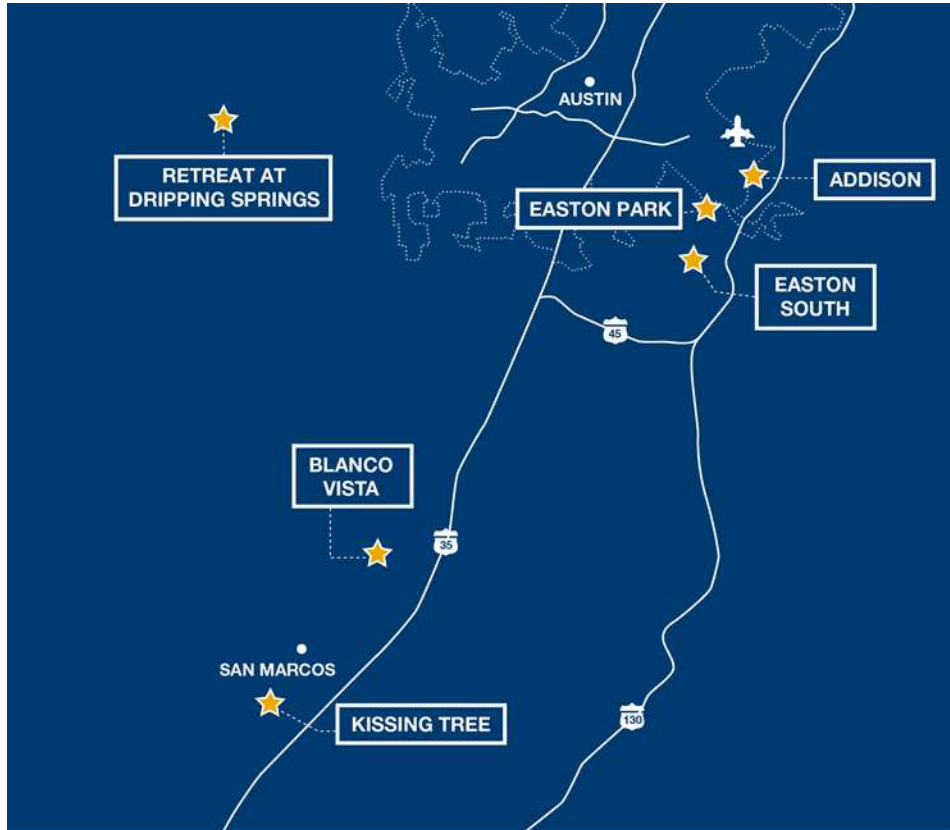 AUSTIN
RETREAT AT
DRIPPING SPRINGS
ADDISON
EASTON PARK
EASTON
SOUTH
45
BLANCO
VISTA
35
SAN MARCOS
KISSING TREE
130